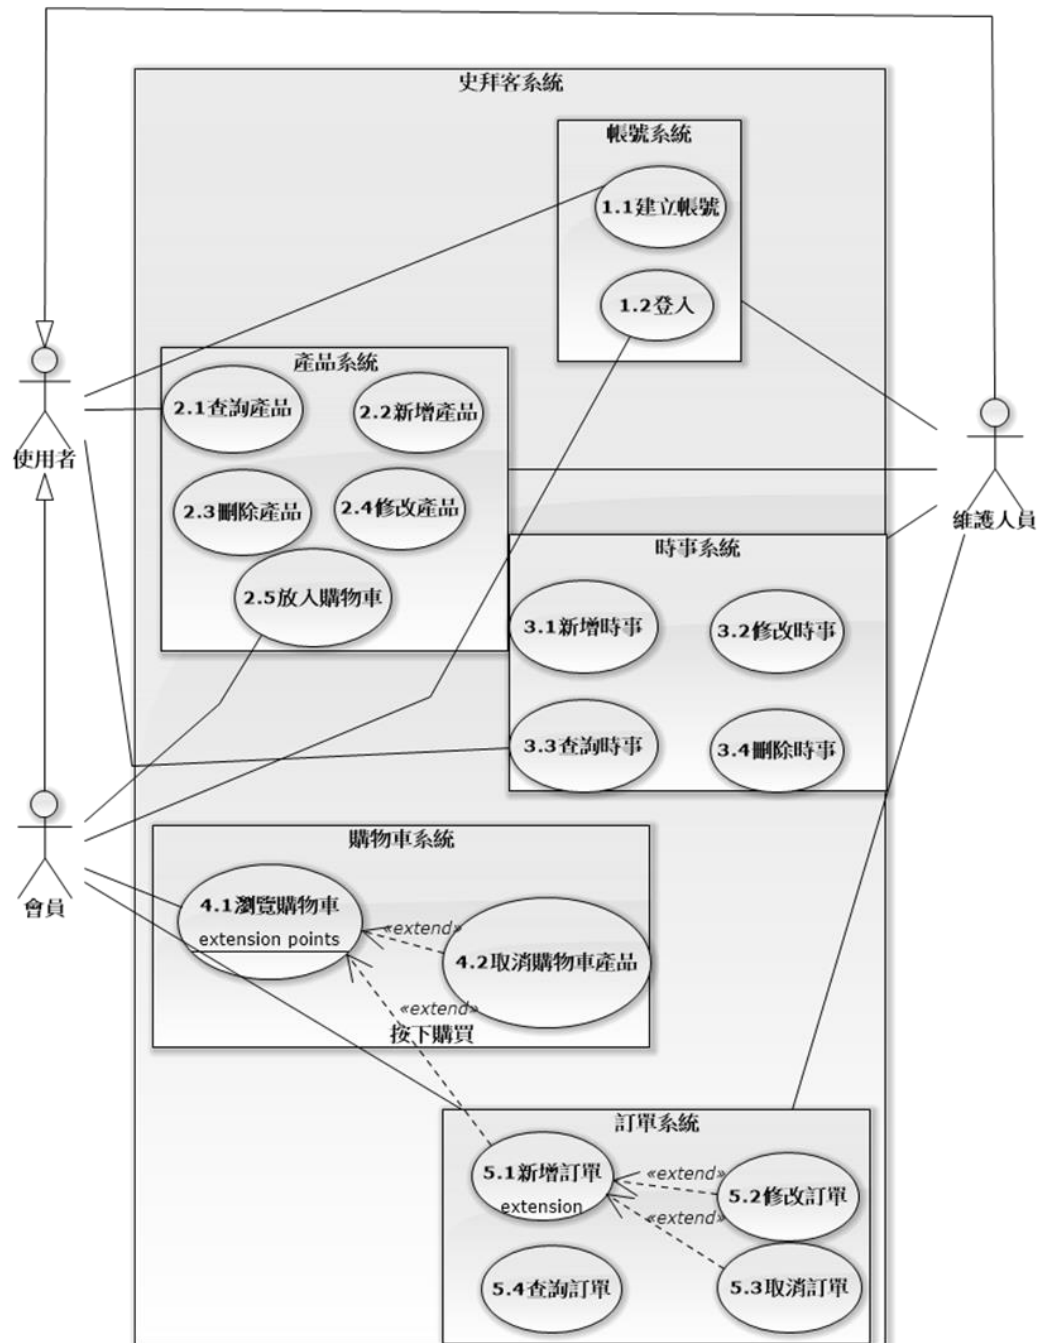 史拜客系統
帳號系統
1.1建立帳號
1.2登入
產品系統
2.1查詢產品
2.2新增產品
2.3刪除產品
2.4修改產品
2.5放入購物車
使用者
維護人員
時事系統
3.1新增時事
3.2修改時事
3.3查詢時事
3.4刪除時事
會員
購物車系統
4.1瀏覽購物車
extension points
«extend»
4.2取消購物車產品
«extend»
按下購買
訂單系統
5.1新增訂單
extension
«extend»
5.2修改訂單
«extend»
5.3取消訂單
5.4查詢訂單